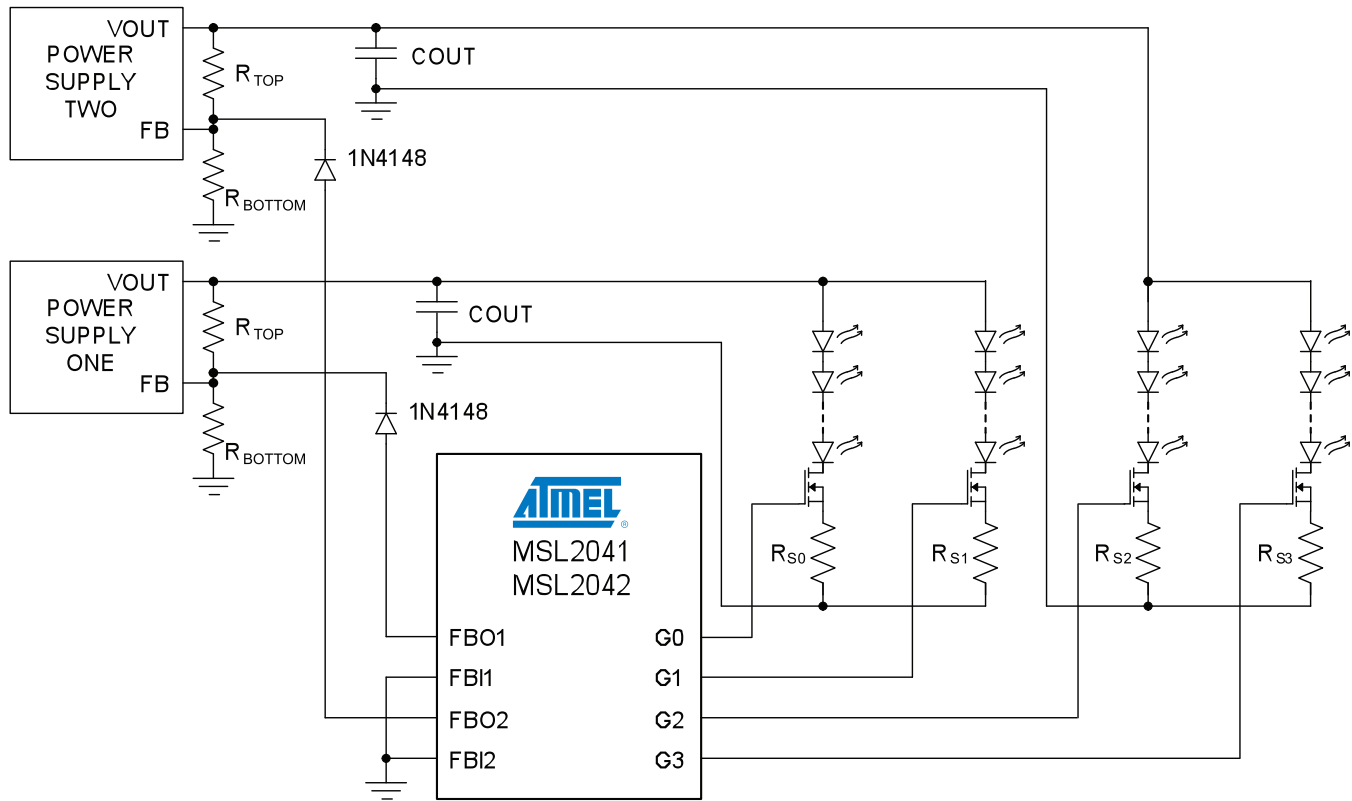 VOUT
POWER
SUPPLY
TWO
FB
RTOP
RBOTTOM
COUT
1N4148
VOUT
POWER
SUPPLY
ONE
FB
RTOP
RBOTTOM
COUT
1N4148
ATMEL ®
MSL2041
MSL2042
FBO1
FBI1
FBO2
FBI2
G0
G1
G2
G3
RS0
RS1
RS2
RS3